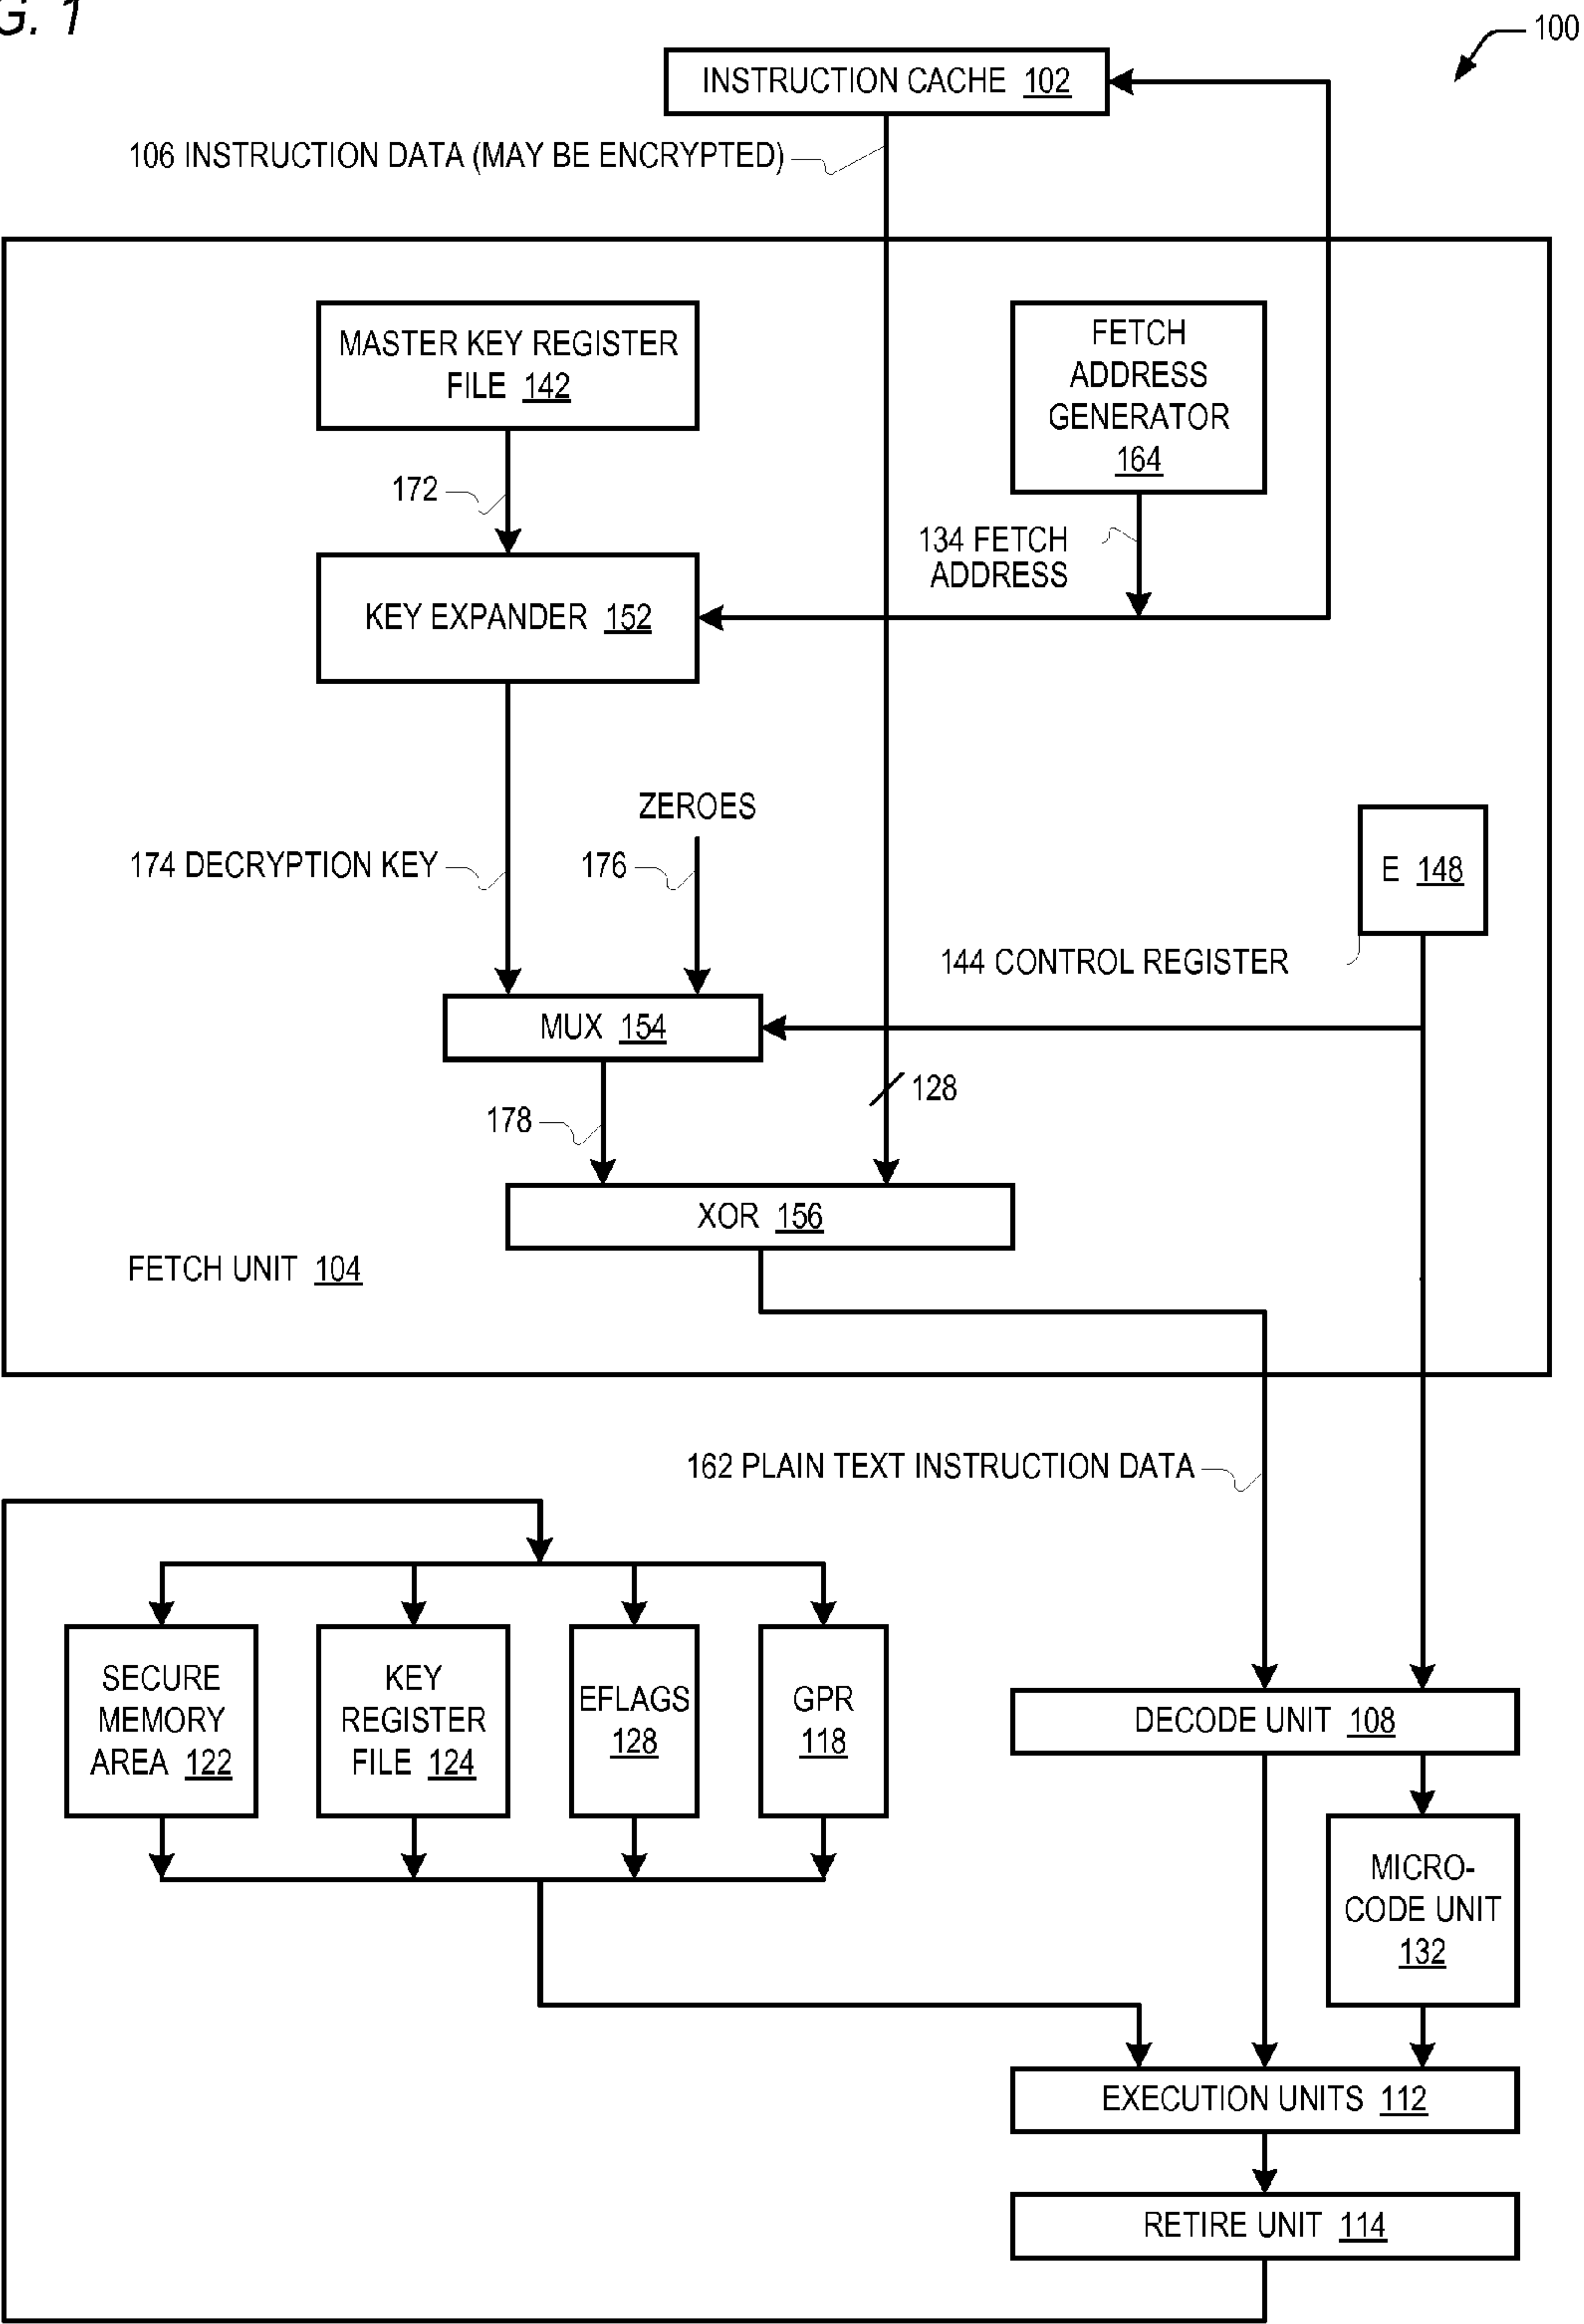 G. 1
100
INSTRUCTION CACHE 102
106 INSTRUCTION DATA (MAY BE ENCRYPTED)
MASTER KEY REGISTER
FILE 142
FETCH
ADDRESS
GENERATOR
164
172
134 FETCH
ADDRESS
KEY EXPANDER 152
ZEROES
174 DECRYPTION KEY
176
E 148
144 CONTROL REGISTER
MUX 154
128
178
XOR 156
FETCH UNIT 104
162 PLAIN TEXT INSTRUCTION DATA
SECURE
MEMORY
AREA 122
KEY
REGISTER
FILE 124
EFLAGS
128
GPR
118
DECODE UNIT 108
MICRO-
CODE UNIT
132
EXECUTION UNITS 112
RETIRE UNIT 114